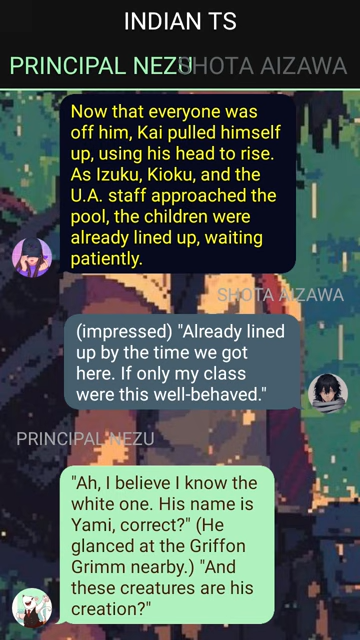 INDIAN TS
PRINCIPAL NEZU
SHOTA AIZAWA
Now that everyone was
off him, Kai pulled himself
up, using his head to rise.
As Izuku, Kioku, and the
U.A. staff approached the
pool, the children were
already lined up, waiting
patiently.
SHOTA AIZAWA
(impressed) "Already lined
up by the time we got
here. If only my class
were this well-behaved."
PRINCIPAL NEZU
"Ah, I believe I know the
white one. His name is
Yami, correct?" (He
glanced at the Griffon
Grimm nearby.) "And
these creatures are his
creation?"